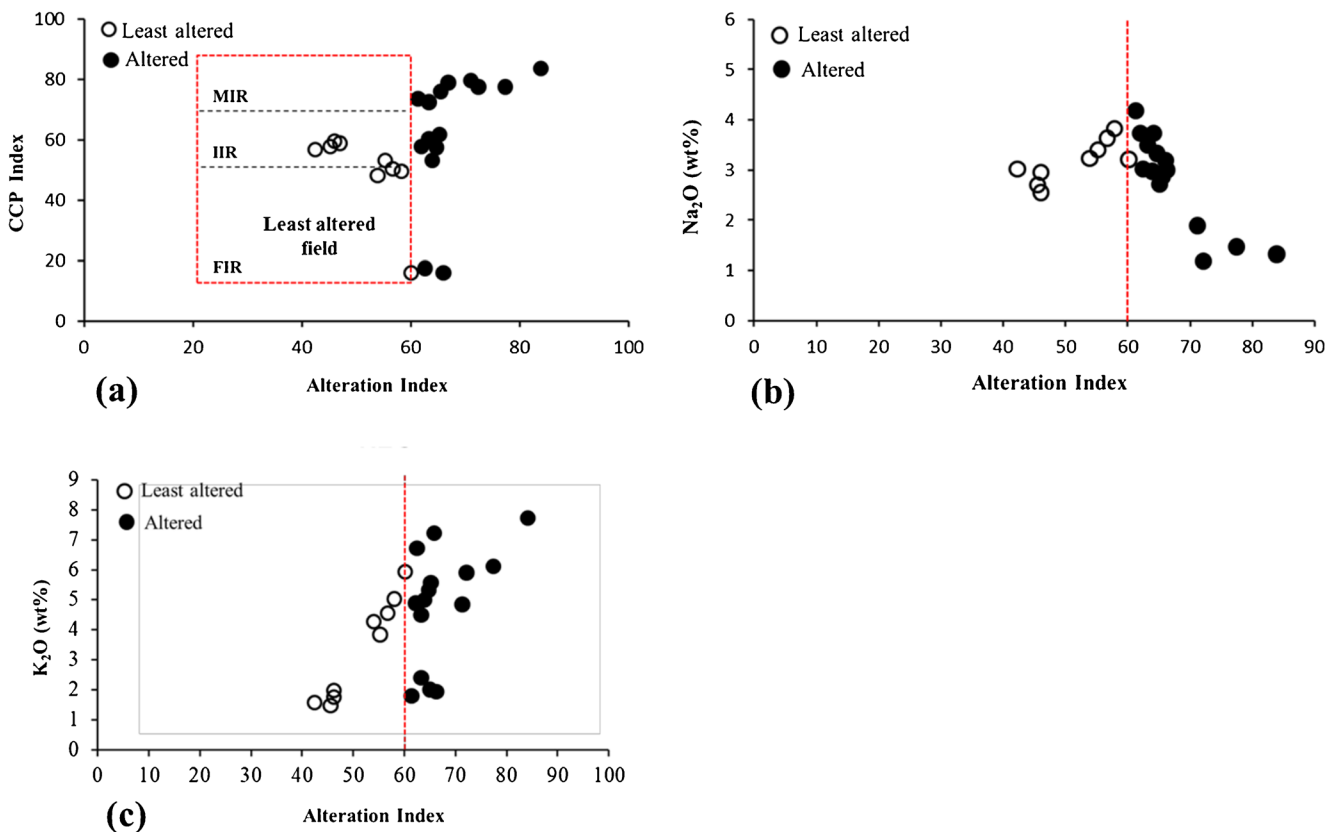 100
80
60
40
20
0
CCP Index
Least altered
Altered
MIR
IIR
Least altered
field
FIR
0 20 40 60 80 100
Alteration Index
(a)
6
5
4
3
2
1
0
Na2O (wt%)
Least altered
Altered
0 10 20 30 40 50 60 70 80 90
Alteration Index
(b)
9
8
7
6
5
4
3
2
1
0
K2O (wt%)
Least altered
Altered
0 10 20 30 40 50 60 70 80 90 100
Alteration Index
(c)